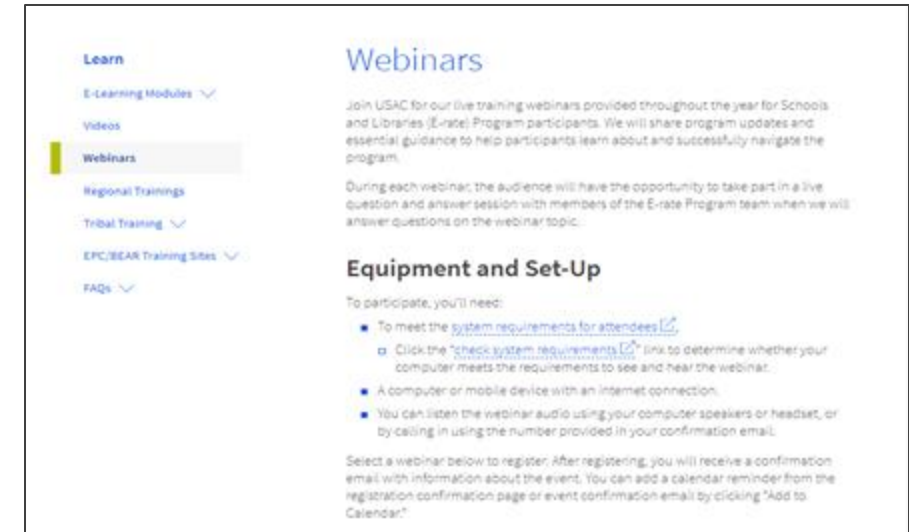 Learn
E-Learning Modules
Videos
Webinars
Regional Trainings
Tribal Training
EPC/BEAR Training Sites
FAQs
Webinars
Join USAC for our live training webinars provided throughout the year for Schools
and Libraries (E-rate) Program participants. We will share program updates and
essential guidance to help participants learn about and successfully navigate the
program.
During each webinar, the audience will have the opportunity to take part in a live
question and answer session with members of the E-rate Program team when we will
answer questions on the webinar topic.
Equipment and Set-Up
To participate, you'll need:
To meet the system requirements for attendees.
Click the "check system requirements" link to determine whether your
computer meets the requirements to see and hear the webinar.
A computer or mobile device with an internet connection.
You can listen the webinar audio using your computer speakers or headset, or
by calling in using the number provided in your confirmation email.
Select a webinar below to register. After registering, you will receive a confirmation
email with information about the event. You can add a calendar reminder from the
registration confirmation page or event confirmation email by clicking "Add to
Calendar."